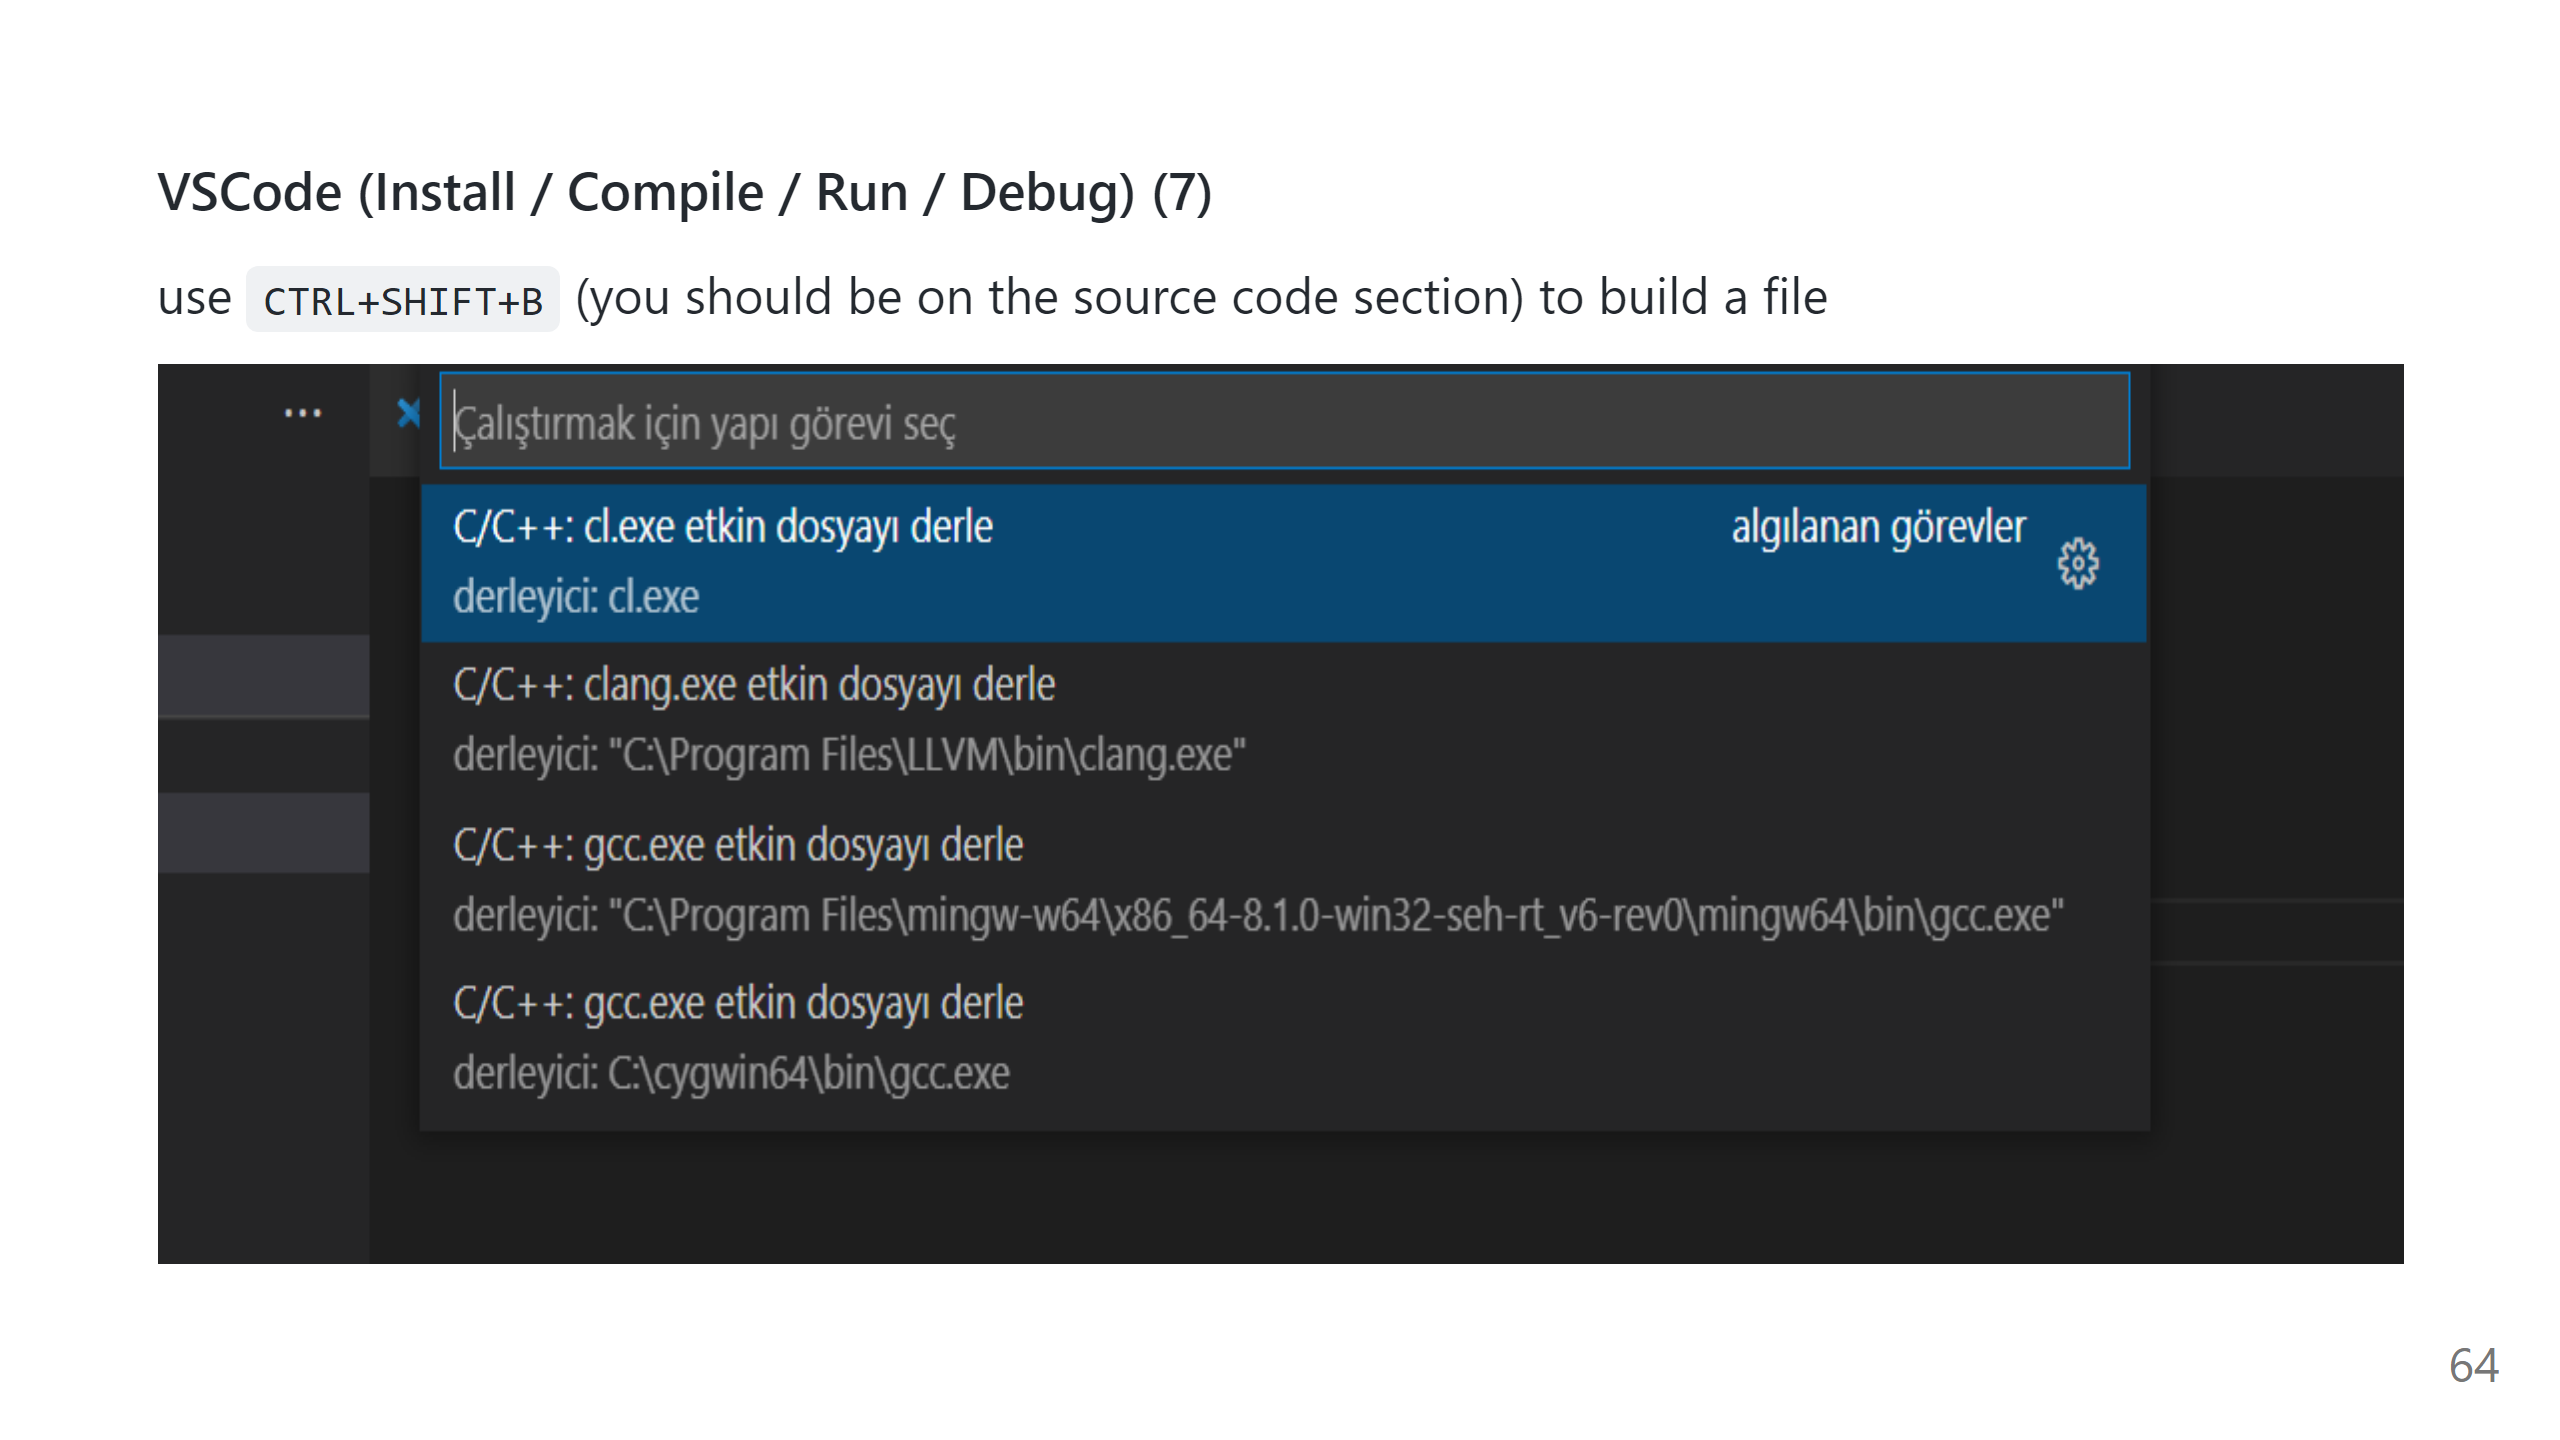 VSCode (Install / Compile / Run / Debug) (7)
use CTRL+SHIFT+B (you should be on the source code section) to build a file
Çalıştırmak için yapı görevi seç
C/C++: cl.exe etkin dosyayı derle algılanan görevler
derleyici: cl.exe
C/C++: clang.exe etkin dosyayı derle
derleyici: "C:\Program Files\LLVM\bin\clang.exe"
C/C++: gcc.exe etkin dosyayı derle
derleyici: "C:\Program Files\mingw-w64\x86_64-8.1.0-win32-seh-rt_v6-rev0\mingw64\bin\gcc.exe"
C/C++: gcc.exe etkin dosyayı derle
derleyici: C:\cygwin64\bin\gcc.exe
64